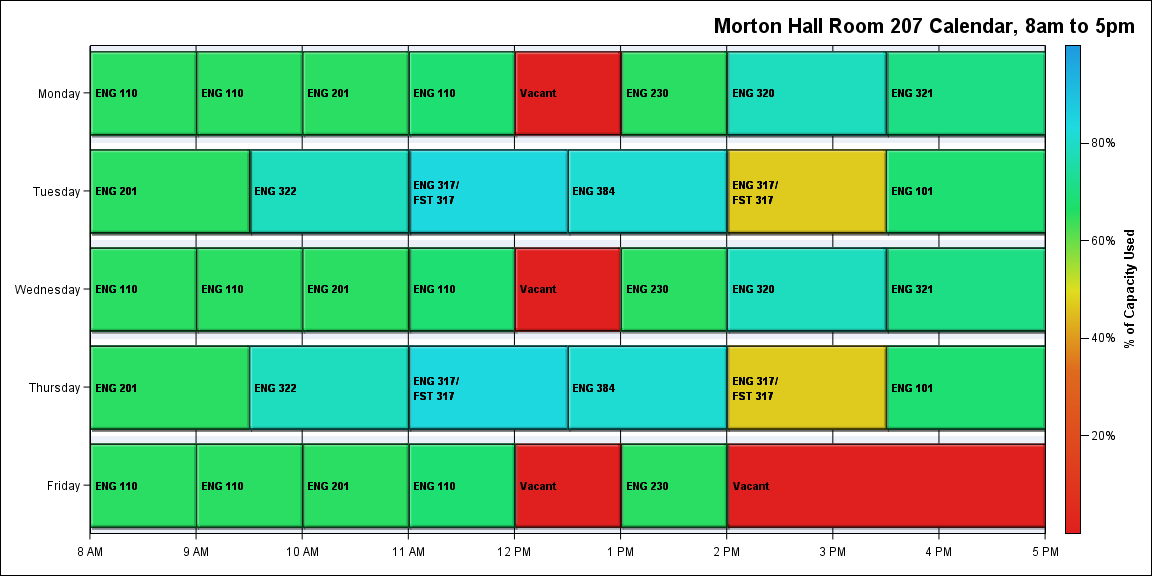 Morton Hall Room 207 Calendar, 8am to 5pm
Monday
ENG 110
ENG 110
ENG 201
ENG 110
Vacant
ENG 230
ENG 320
ENG 321
Tuesday
ENG 201
ENG 322
ENG 317/
FST 317
ENG 384
ENG 317/
FST 317
ENG 101
Wednesday
ENG 110
ENG 110
ENG 201
ENG 110
Vacant
ENG 230
ENG 320
ENG 321
Thursday
ENG 201
ENG 322
ENG 317/
FST 317
ENG 384
ENG 317/
FST 317
ENG 101
Friday
ENG 110
ENG 110
ENG 201
ENG 110
Vacant
ENG 230
Vacant
8 AM
9 AM
10 AM
11 AM
12 PM
1 PM
2 PM
3 PM
4 PM
5 PM
80%
60%
40%
20%
% of Capacity Used